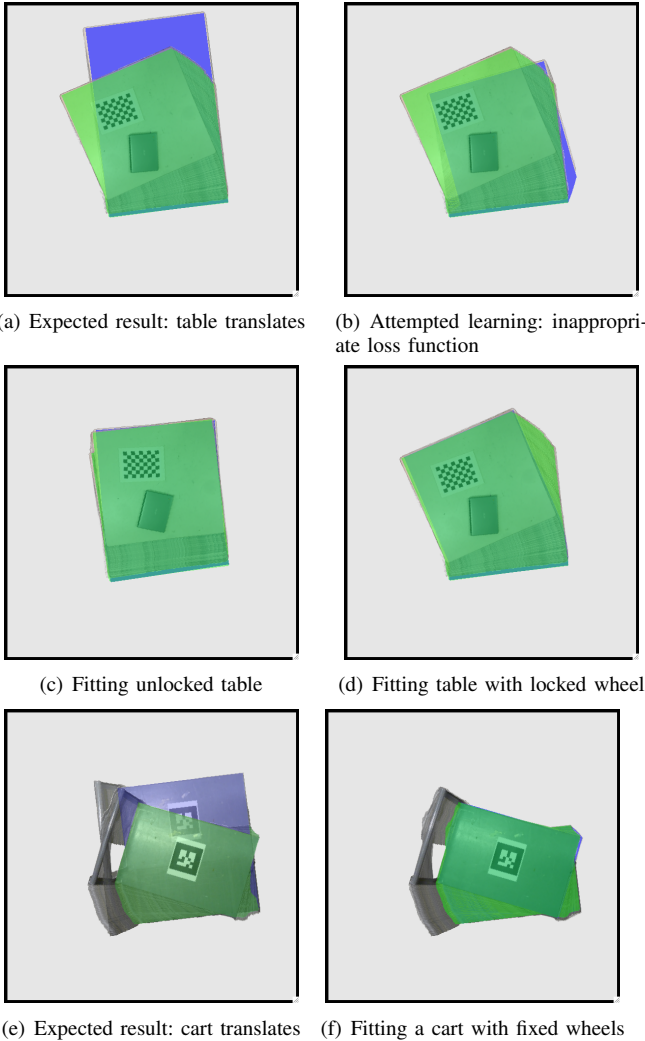 (a) Expected result: table translates
(b) Attempted learning: inappropri-
ate loss function
(c) Fitting unlocked table
(d) Fitting table with locked wheel
(e) Expected result: cart translates
(f) Fitting a cart with fixed wheels